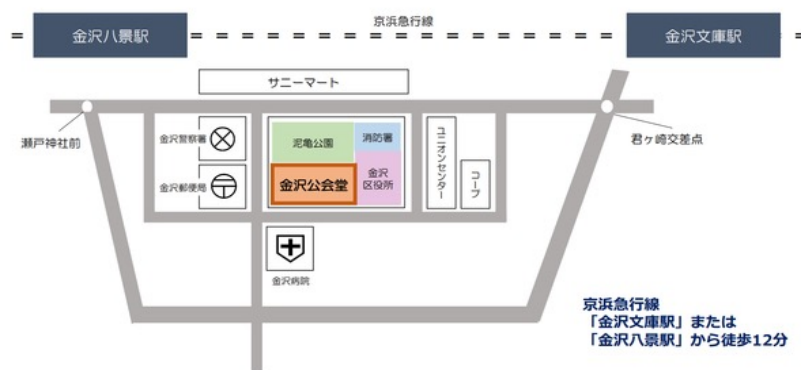 京浜急行線
金沢八景駅
金沢文庫駅
サニーマート
瀬戸神社前
金沢警察署
泥亀公園
消防署
ユニオンセンター
君ヶ崎交差点
金沢郵便局
金沢公会堂
金沢
区役所
コープ
金沢病院
京浜急行線
「金沢文庫駅」または
「金沢八景駅」から徒歩12分